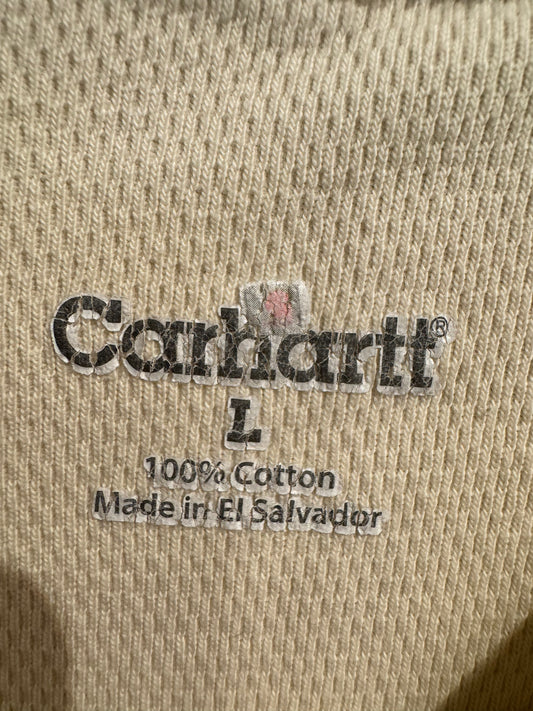 Carhartt®
L
100% Cotton
Made in El Salvador